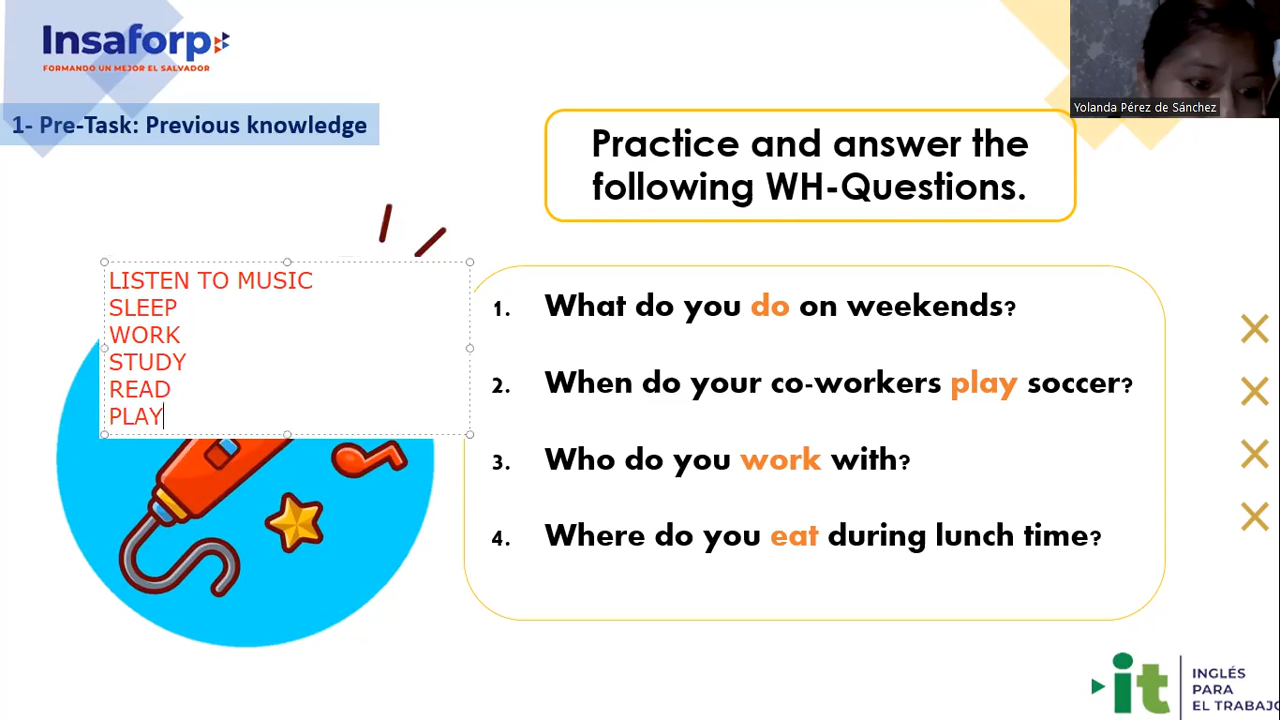 Insaforp
FORMANDO UN MEJOR EL SALVADOR
Yolanda Pérez de Sánchez
1- Pre-Task: Previous knowledge
Practice and answer the
following WH-Questions.
LISTEN TO MUSIC
SLEEP
WORK
STUDY
READ
PLAY
1. What do you do on weekends?
2. When do your co-workers play soccer?
3. Who do you work with?
4. Where do you eat during lunch time?
it
INGLÉS
PARA
EL TRABAJO